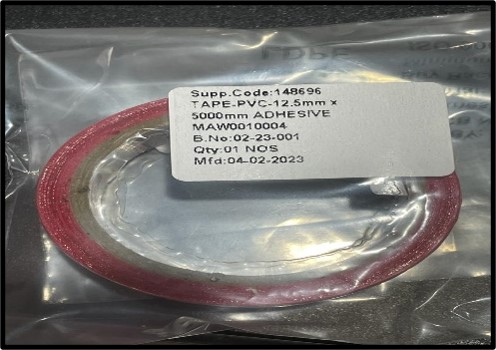 Supp.Code:148696
TAPE-PVC-12.5mm x
5000mm ADHESIVE
MAW0010004
B.No:02-23-001
Qty:01 NOS
Mfd:04-02-2023
LDPE